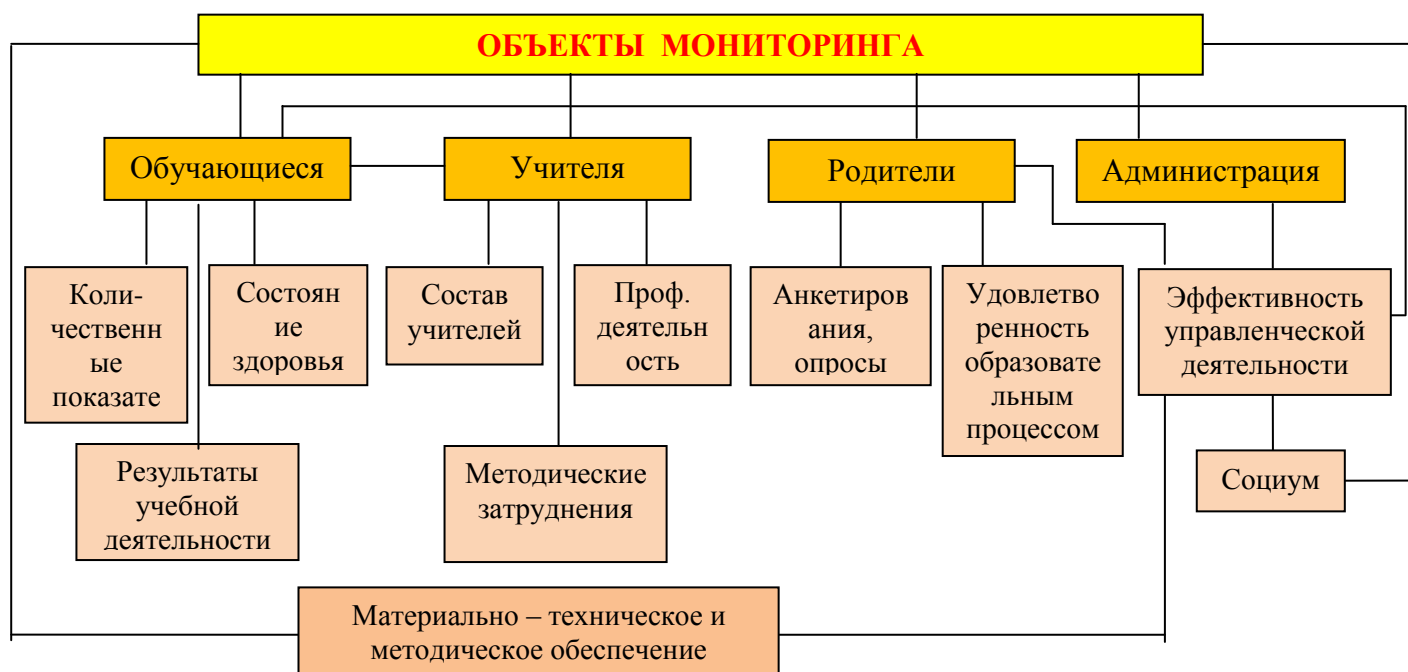 ОБЪЕКТЫ МОНИТОРИНГА
Обучающиеся
Учителя
Родители
Администрация
Коли-
чественн
ые
показате
Состоян
ие
здоровья
Состав
учителей
Проф.
деятельн
ость
Анкетиров
ания,
опросы
Удовлетво
ренность
образовате
льным
процессом
Эффективность
управленческой
деятельности
Результаты
учебной
деятельности
Методические
затруднения
Социум
Материально – техническое и
методическое обеспечение